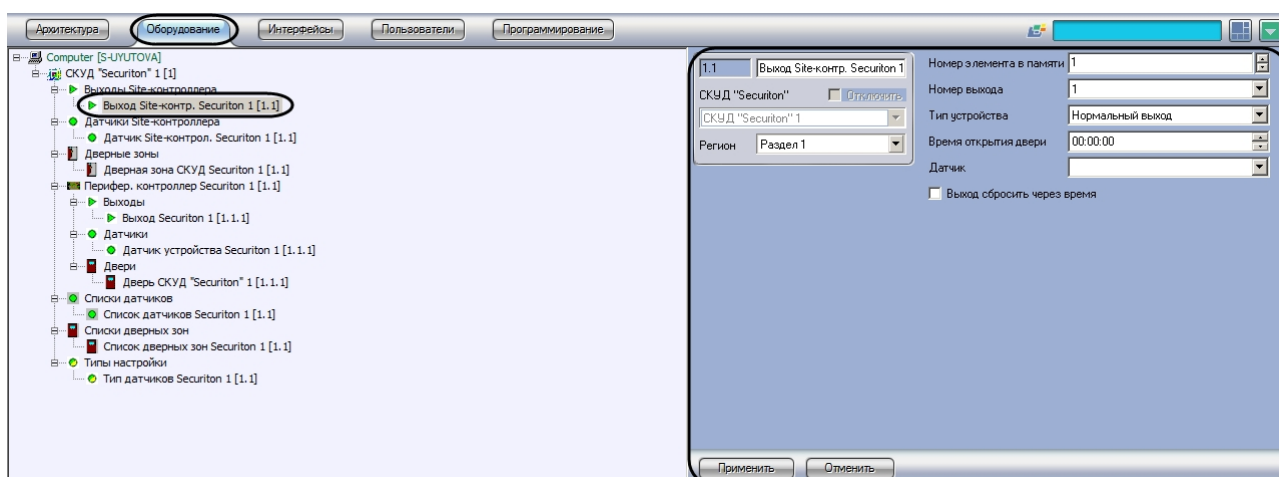 Архитектура Оборудование Интерфейсы Пользователи Программирование
Computer [S-UYUTOVA]
СКУД "Securiton" 1 [1]
Выходы Site-контроллера
Выход Site-контр. Securiton 1 [1.1]
Датчики Site-контроллера
Датчик Site-контрол. Securiton 1 [1.1]
Дверные зоны
Дверная зона СКУД Securiton 1 [1.1]
Перифер. контроллер Securiton 1 [1.1]
Выходы
Выход Securiton 1 [1.1.1]
Датчики
Датчик устройства Securiton 1 [1.1.1]
Двери
Дверь СКУД "Securiton" 1 [1.1.1]
Списки датчиков
Список датчиков Securiton 1 [1.1]
Списки дверных зон
Список дверных зон Securiton 1 [1.1]
Типы настройки
Тип датчиков Securiton 1 [1.1]
1.1 Выход Site-контр. Securiton 1
СКУД "Securiton" Отключить
СКУД "Securiton" 1
Регион Раздел 1
Номер элемента в памяти 1
Номер выхода 1
Тип устройства Нормальный выход
Время открытия двери 00:00:00
Датчик
Выход сбросить через время
Применить Отменить